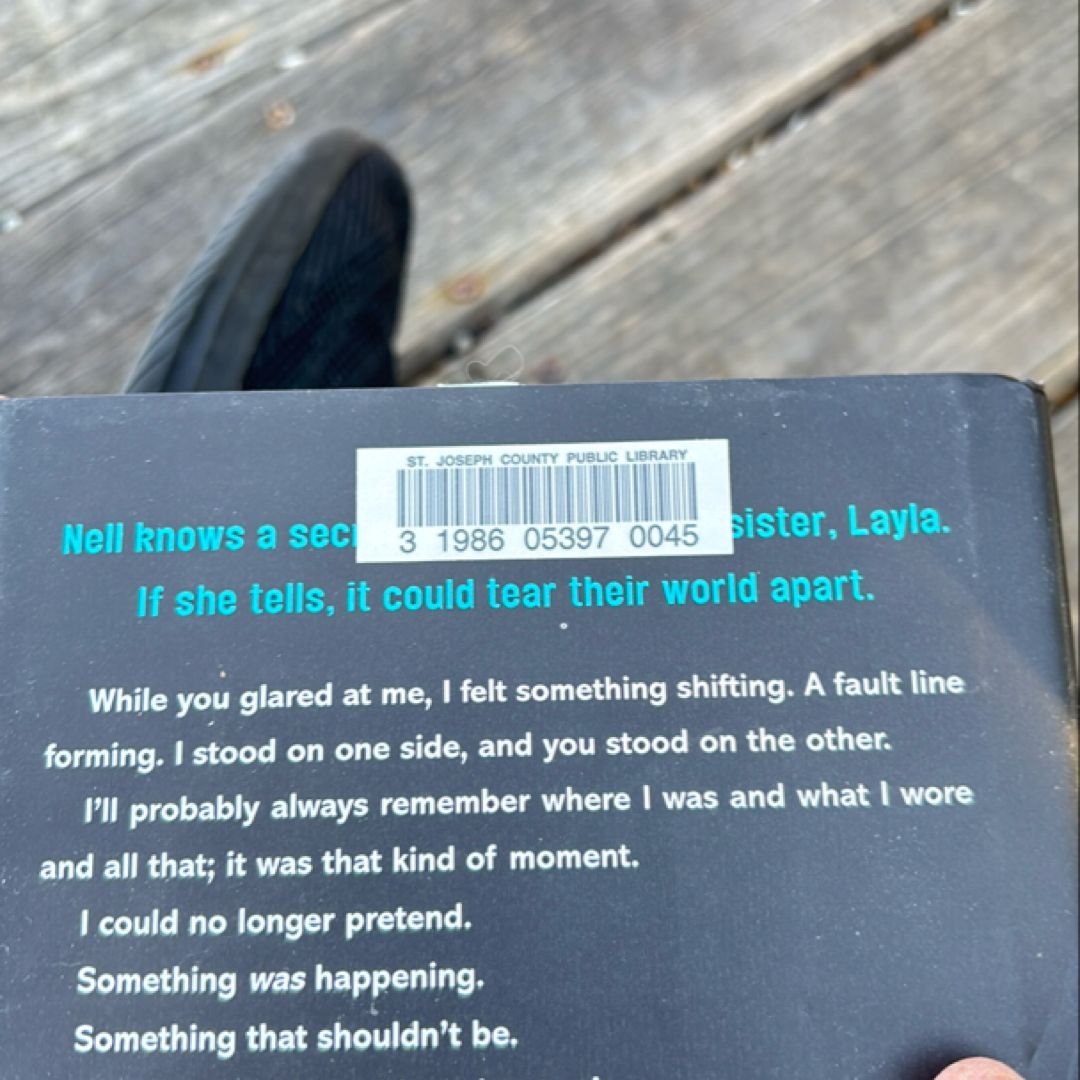 ST. JOSEPH COUNTY PUBLIC LIBRARY
3 1986 05397 0045
Nell knows a sister, Layla.
If she tells, it could tear their world apart.
While you glared at me, I felt something shifting. A fault line
forming. I stood on one side, and you stood on the other.
I'll probably always remember where I was and what I wore
and all that; it was that kind of moment.
I could no longer pretend.
Something was happening.
Something that shouldn't be.